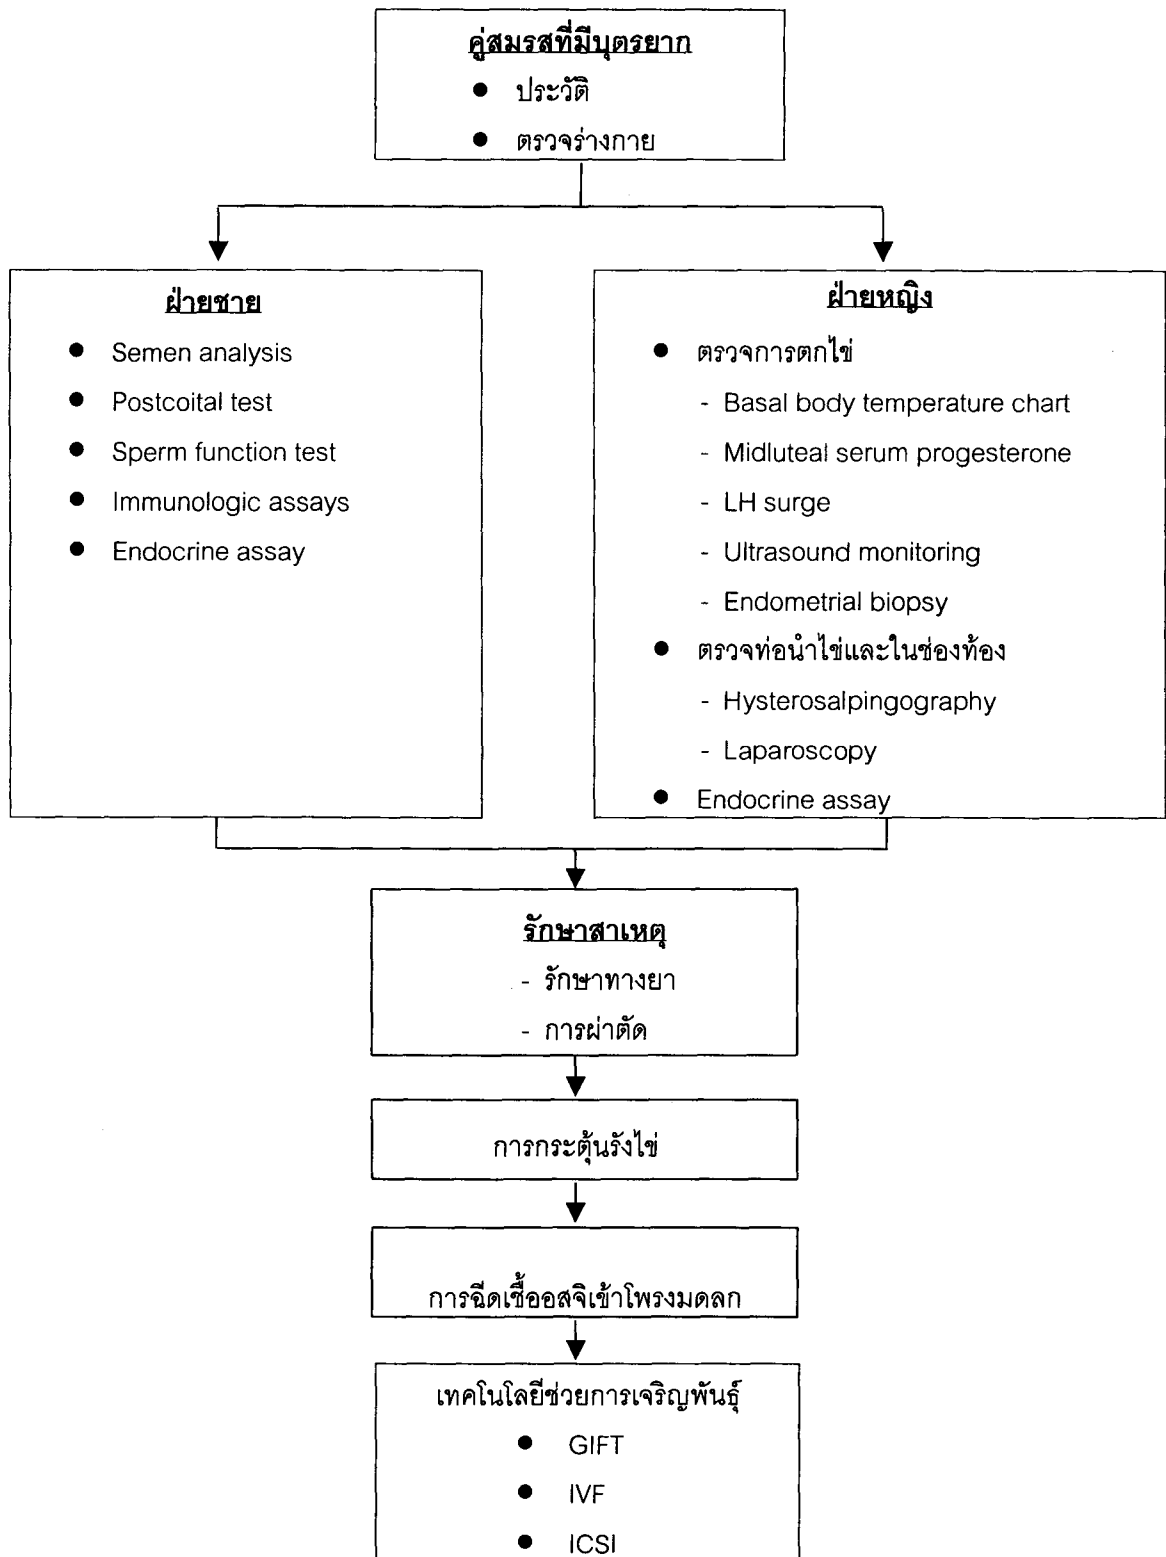 คู่สมรสที่มีบุตรยาก
● ประวัติ
● ตรวจร่างกาย
ฝ่ายชาย
● Semen analysis
● Postcoital test
● Sperm function test
● Immunologic assays
● Endocrine assay
ฝ่ายหญิง
● ตรวจการตกไข่
- Basal body temperature chart
- Midluteal serum progesterone
- LH surge
- Ultrasound monitoring
- Endometrial biopsy
● ตรวจท่อนำไข่และในช่องท้อง
- Hysterosalpingography
- Laparoscopy
● Endocrine assay
รักษาสาเหตุ
- รักษาทางยา
- การผ่าตัด
การกระตุ้นรังไข่
การฉีดเชื้ออสุจิเข้าโพรงมดลูก
เทคโนโลยีช่วยการเจริญพันธุ์
● GIFT
● IVF
● ICSI